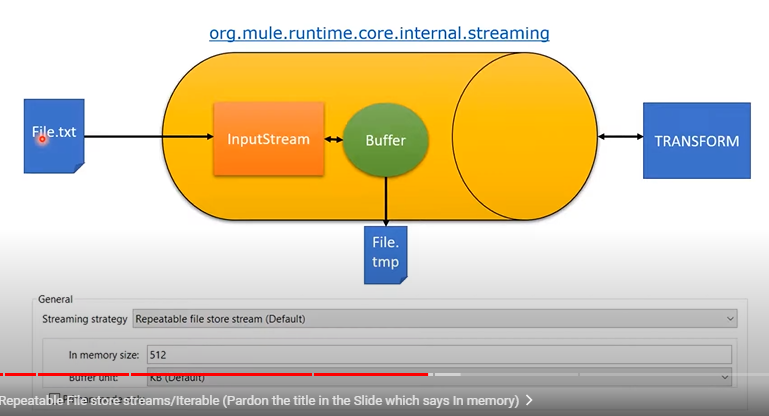 org.mule.runtime.core.internal.streaming
File.txt
InputStream
Buffer
TRANSFORM
File.
tmp
General
Streaming strategy Repeatable file store stream (Default)
In memory size: 512
Buffer unit: KB (Default)
Repeatable File store streams/Iterable (Pardon the title in the Slide which says In memory)